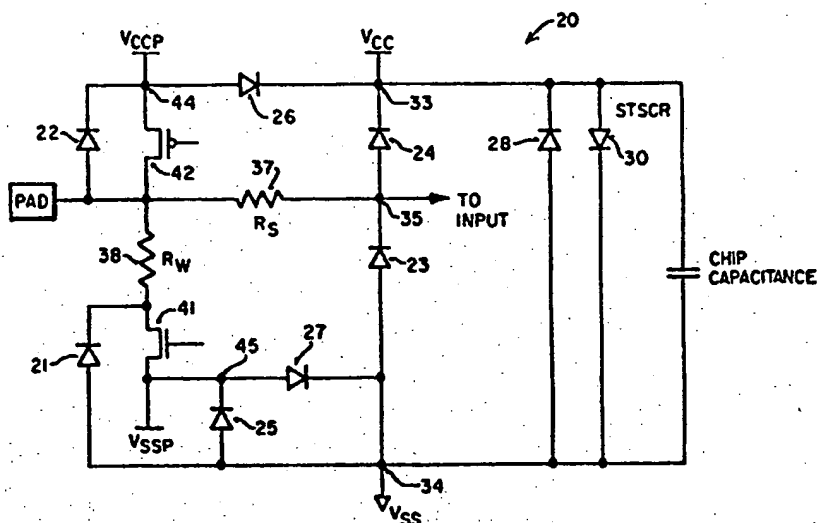 20
VCCP
VCC
44
26
33
STSCR
22
42
24
28
30
37
PAD
35
TO
INPUT
RS
38
RW
23
CHIP
CAPACITANCE
41
27
21
45
25
VSSP
34
VSS